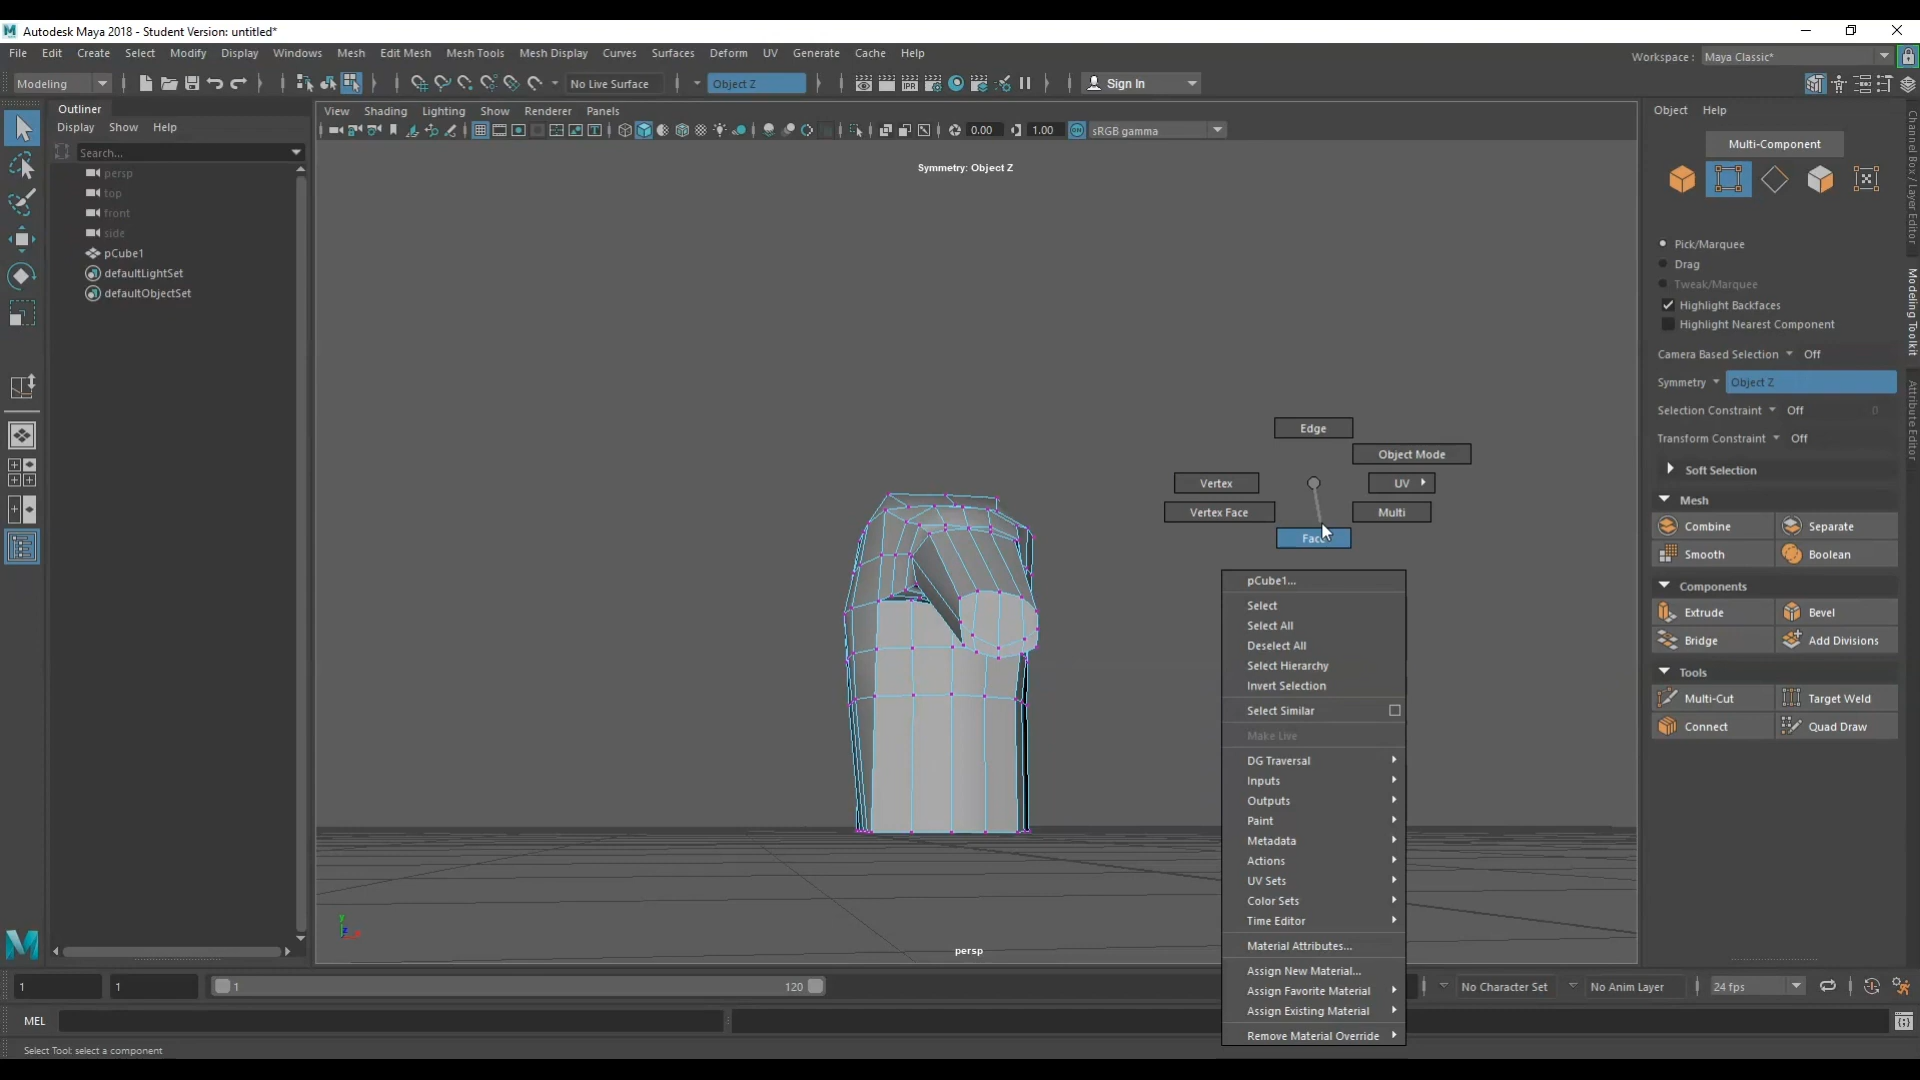 Autodesk Maya 2018 - Student Version: untitled*
File Edit Create Select Modify Display Windows Mesh Edit Mesh Mesh Tools Mesh Display Curves Surfaces Deform UV Generate Cache Help
Workspace : Maya Classic*
Modeling No Live Surface Object Z Sign In
Outliner
Display Show Help
Search...
persp
top
front
side
pCube1
defaultLightSet
defaultObjectSet
View Shading Lighting Show Renderer Panels
0.00 1.00 sRGB gamma
Symmetry: Object Z
Edge
Object Mode
Vertex
UV
Vertex Face
Multi
Face
pCube1...
Select
Select All
Deselect All
Select Hierarchy
Invert Selection
Select Similar
Make Live
DG Traversal
Inputs
Outputs
Paint
Metadata
Actions
UV Sets
Color Sets
Time Editor
Material Attributes...
Assign New Material...
Assign Favorite Material
Assign Existing Material
Remove Material Override
persp
Object Help
Multi-Component
Pick/Marquee
Drag
Tweak/Marquee
Highlight Backfaces
Highlight Nearest Component
Camera Based Selection Off
Symmetry Object Z
Selection Constraint Off 0
Transform Constraint Off
Soft Selection
Mesh
Combine Separate
Smooth Boolean
Components
Extrude Bevel
Bridge Add Divisions
Tools
Multi-Cut Target Weld
Connect Quad Draw
Channel Box / Layer Editor
Modeling Toolkit
Attribute Editor
1 1 1 120
No Character Set No Anim Layer 24 fps
MEL
Select Tool: select a component